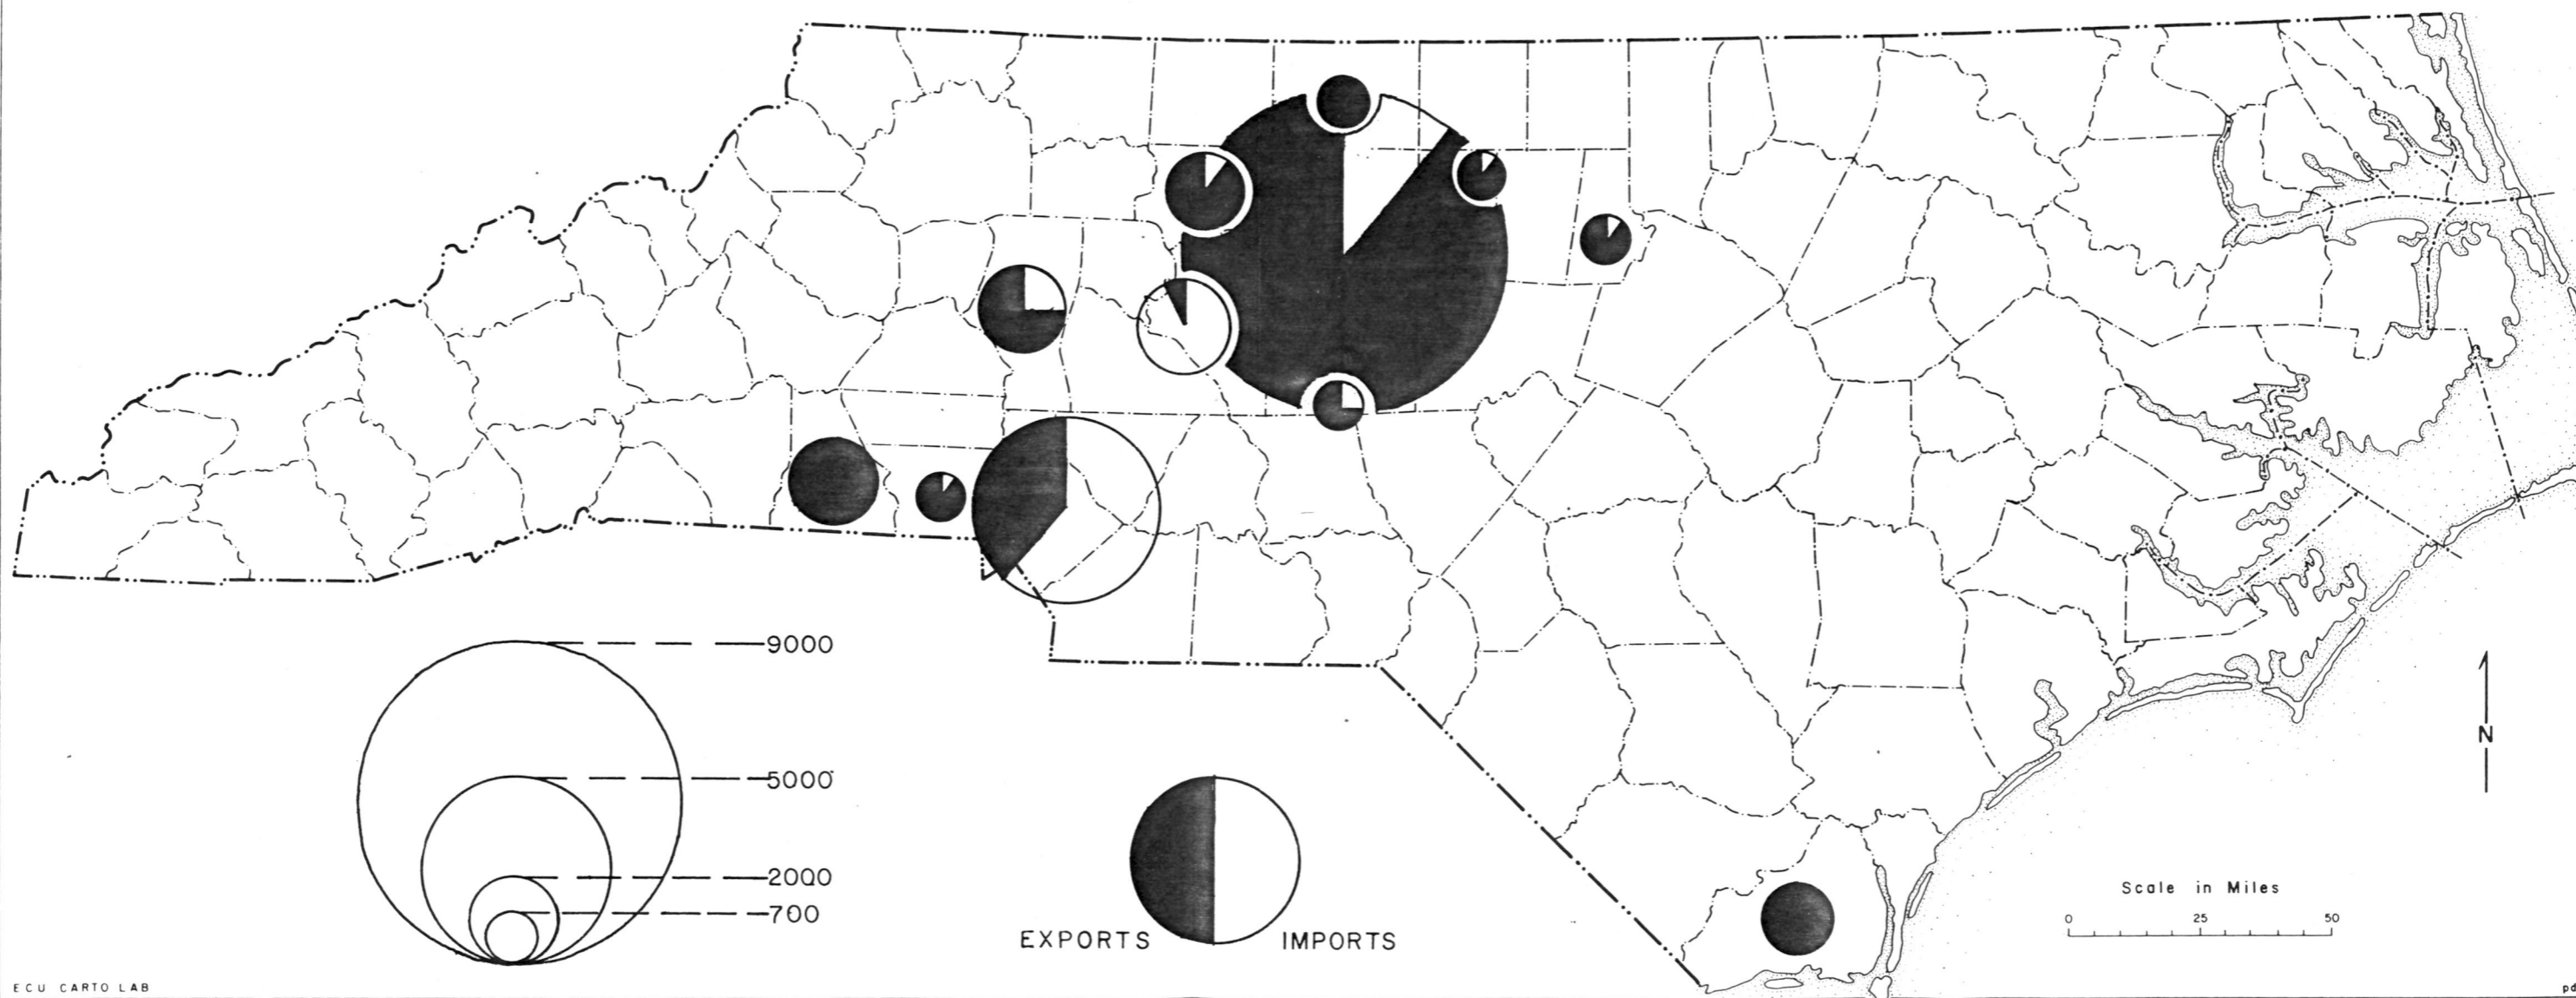 9000
5000
2000
700
EXPORTS
IMPORTS
N
Scale in Miles
0 25 50
ECU CARTO LAB